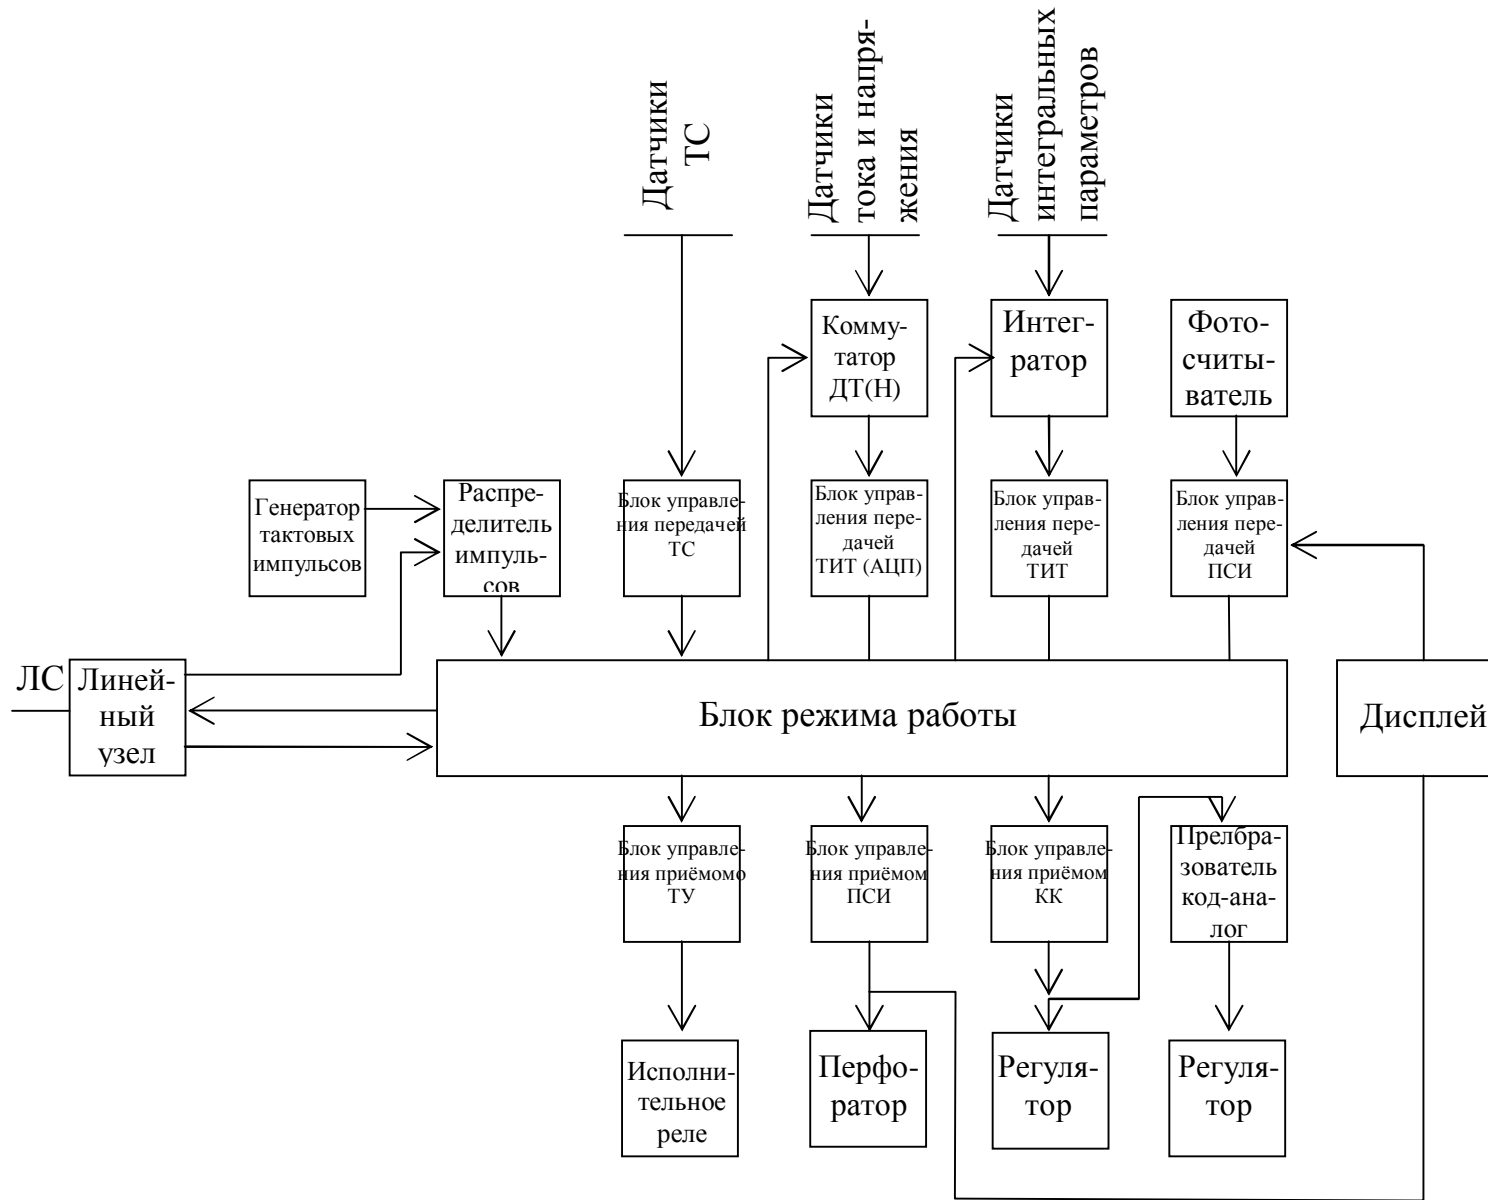 Датчики
ТС
Датчики
тока и напря-
жения
Датчики
интегральных
параметров
Комму-
татор
ДТ(Н)
Интег-
ратор
Фото-
считы-
ватель
Генератор
тактовых
импульсов
Распре-
делитель
импуль-
сов
Блок управле-
ния передачей
ТС
Блок управ-
ления пере-
дачей
ТИТ (АЦП)
Блок управ-
ления пере-
дачей
ТИТ
Блок управ-
ления пере-
дачей
ПСИ
ЛС
Линей-
ный
узел
Блок режима работы
Дисплей
Блок управле-
ния приёмомо
ТУ
Блок управле-
ния приёмом
ПСИ
Блок управле-
ния приёмом
КК
Прелбра-
зователь
код-ана-
лог
Исполни-
тельное
реле
Перфо-
ратор
Регуля-
тор
Регуля-
тор